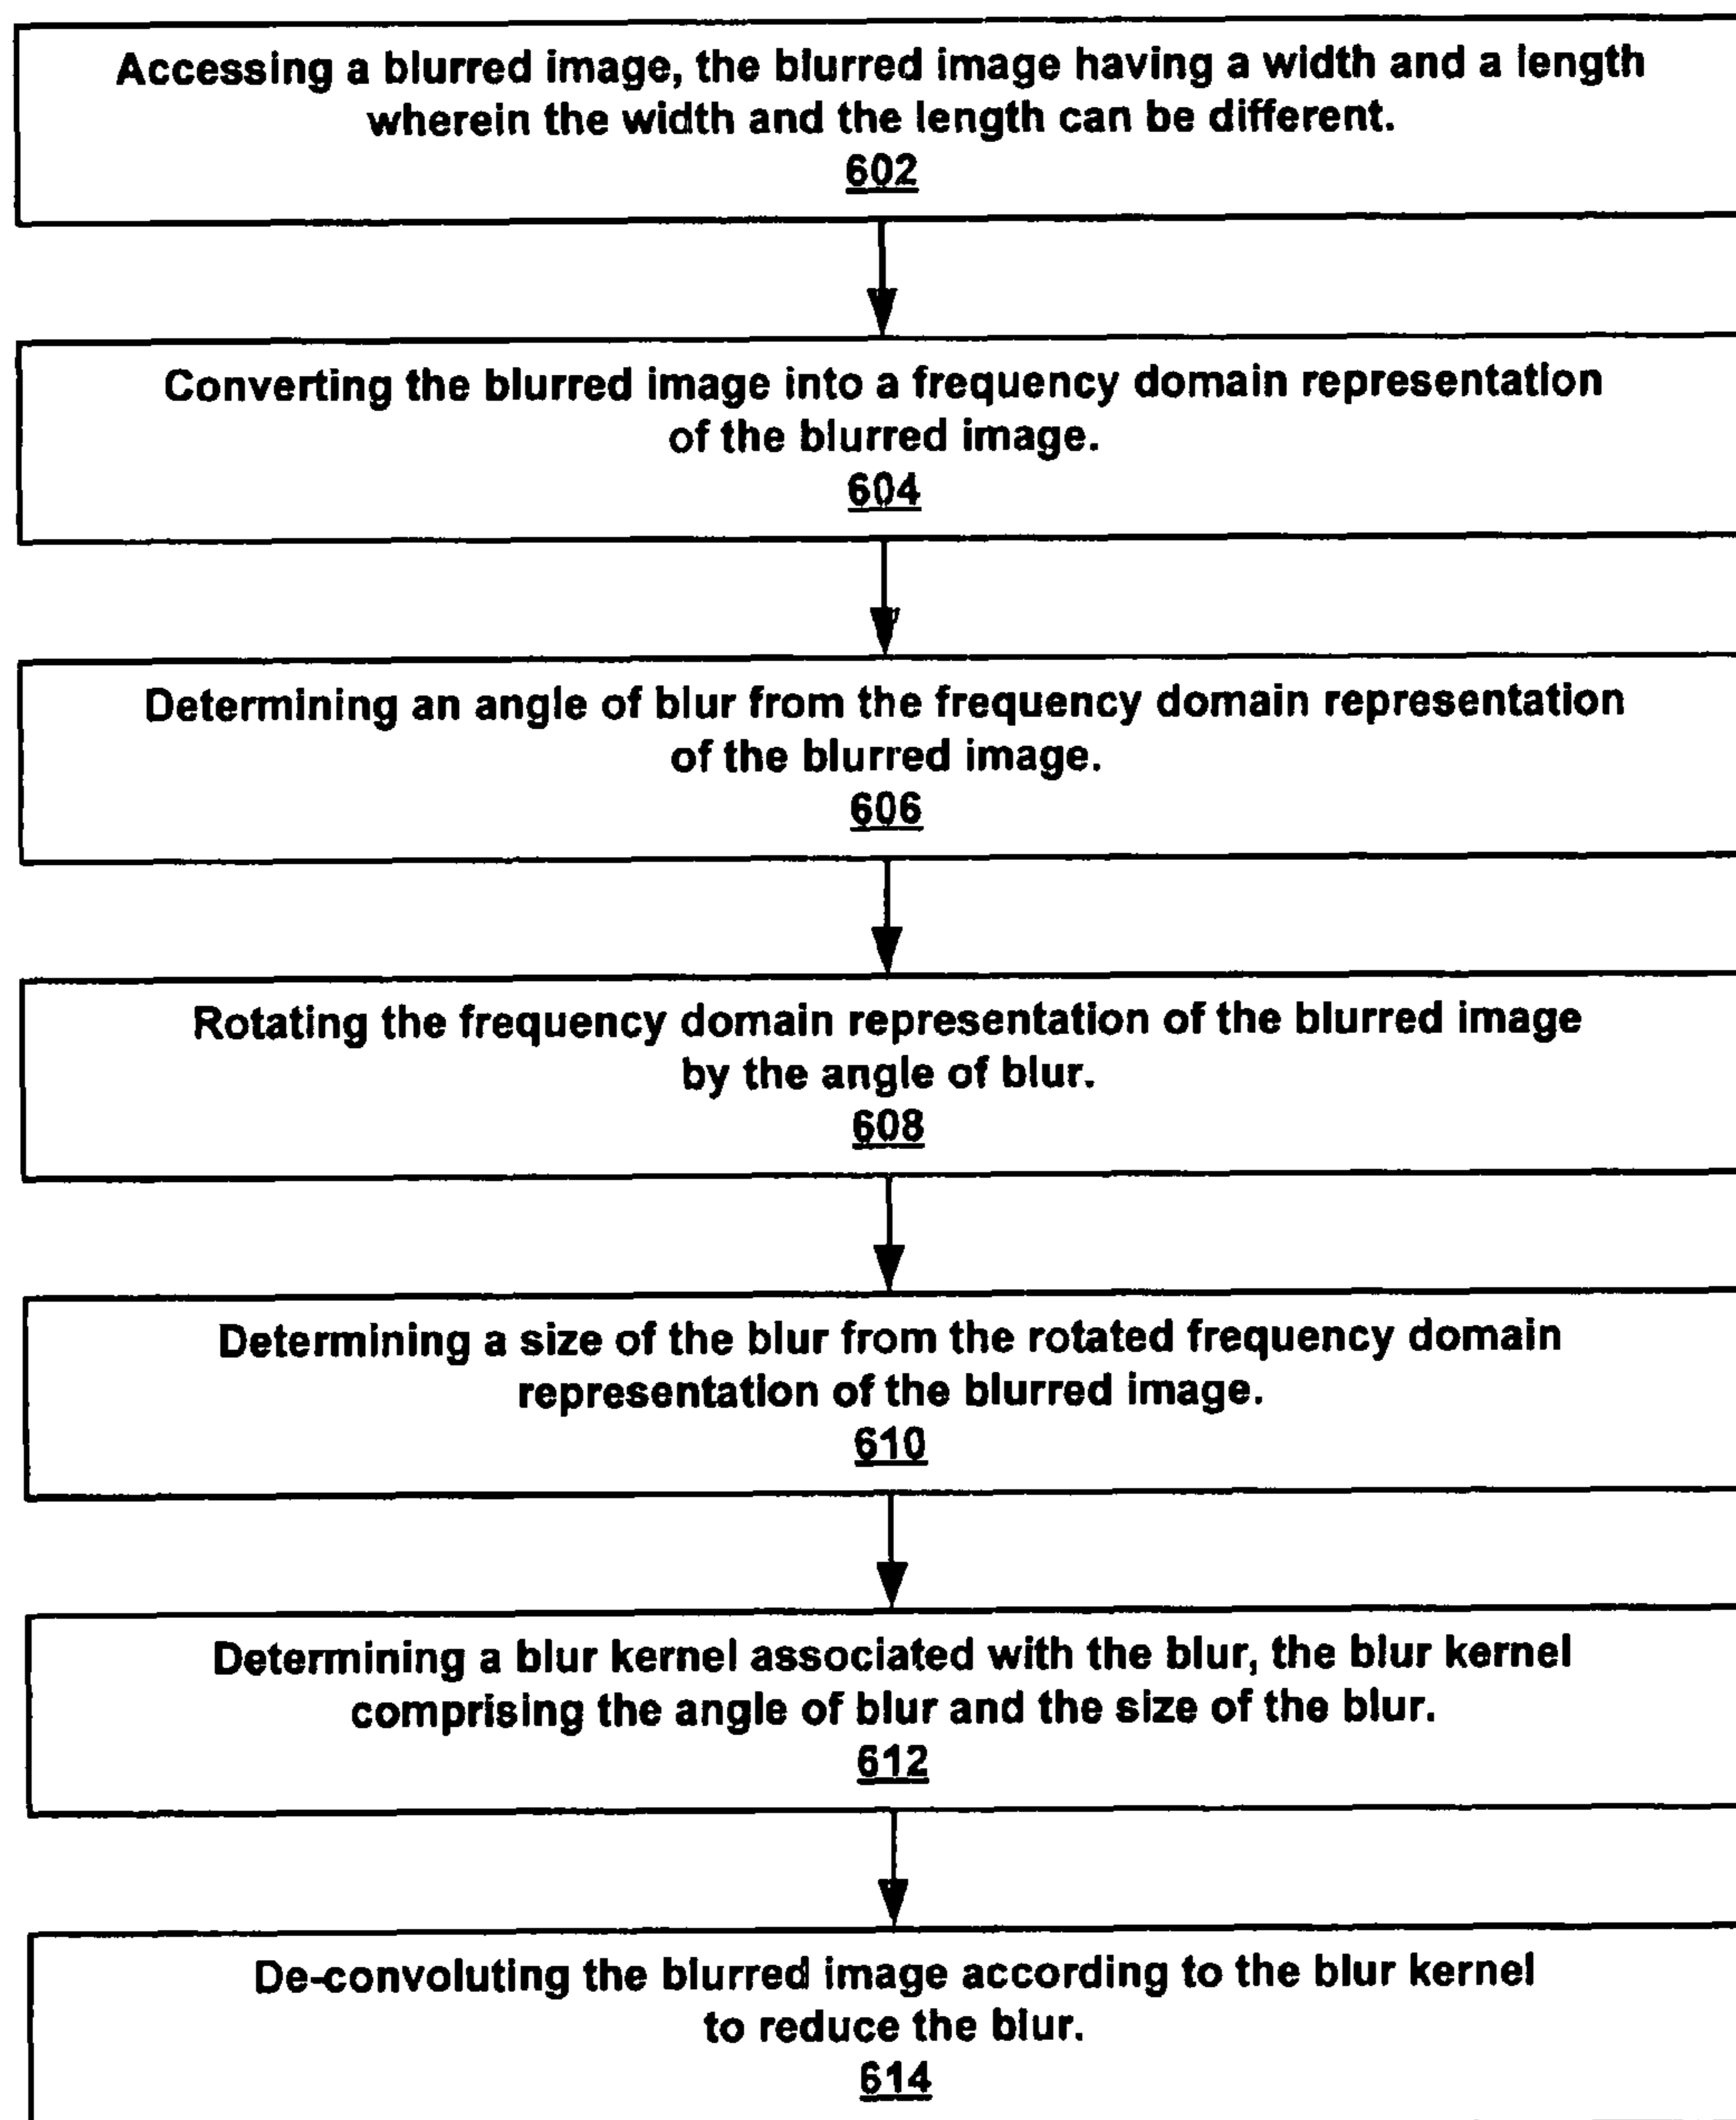 Accessing a blurred image, the blurred image having a width and a length
wherein the width and the length can be different.
602
Converting the blurred image into a frequency domain representation
of the blurred image.
604
Determining an angle of blur from the frequency domain representation
of the blurred image.
606
Rotating the frequency domain representation of the blurred image
by the angle of blur.
608
Determining a size of the blur from the rotated frequency domain
representation of the blurred image.
610
Determining a blur kernel associated with the blur, the blur kernel
comprising the angle of blur and the size of the blur.
612
De-convoluting the blurred image according to the blur kernel
to reduce the blur.
614